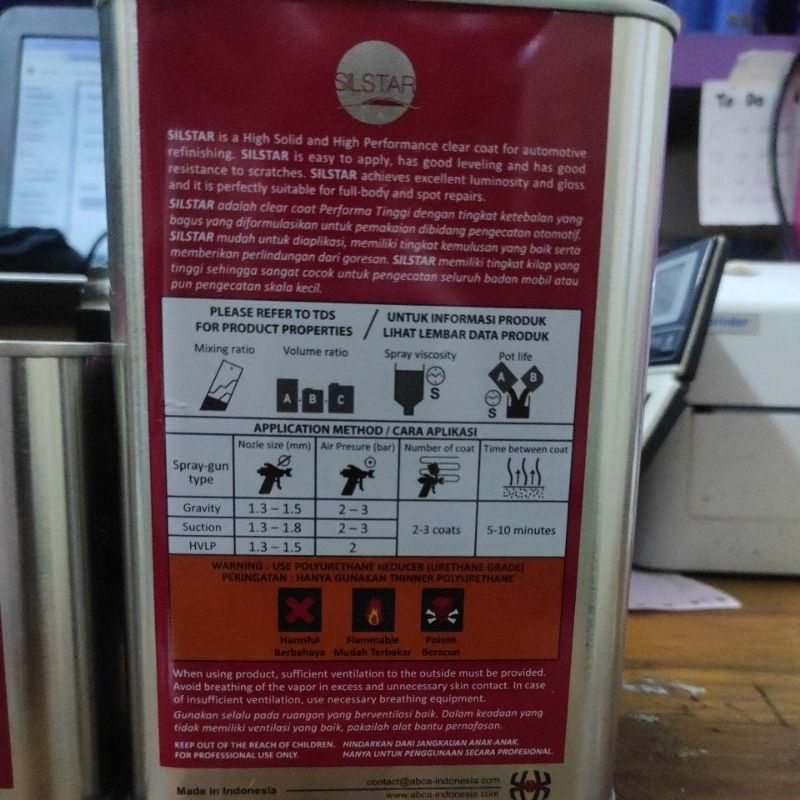 SILSTAR
SILSTAR is a High Solid and High Performance clear coat for automotive
refinishing. SILSTAR is easy to apply, has good leveling and has good
resistance to scratches. SILSTAR achieves excellent luminosity and gloss
and it is perfectly suitable for full-body and spot repairs.
SILSTAR adalah clear coat Performa Tinggi dengan tingkat ketebalan yang
bagus yang diformulasikan untuk pemakaian dibidang pengecatan otomotif.
SILSTAR mudah untuk diaplikasi, memiliki tingkat kemulusan yang baik serta
memberikan perlindungan dari goresan. SILSTAR memiliki tingkat kilap yang
tinggi sehingga sangat cocok untuk pengecatan seluruh badan mobil atau
pun pengecatan skala kecil.
PLEASE REFER TO TDS / UNTUK INFORMASI PRODUK
FOR PRODUCT PROPERTIES LIHAT LEMBAR DATA PRODUK
Mixing ratio Volume ratio Spray viscosity Pot life
A B C S A B S
APPLICATION METHOD / CARA APLIKASI
Spray-gun type Nozle size (mm) Air Presure (bar) Number of coat Time between coat
Gravity 1.3 – 1.5 2 – 3
Suction 1.3 – 1.8 2 – 3 2-3 coats 5-10 minutes
HVLP 1.3 – 1.5 2
WARNING : USE POLYURETHANE REDUCER (URETHANE GRADE)
PERINGATAN : HANYA GUNAKAN THINNER POLYURETHANE
Harmful Flammable Poison
Berbahaya Mudah Terbakar Beracun
When using product, sufficient ventilation to the outside must be provided.
Avoid breathing of the vapor in excess and unnecessary skin contact. In case
of insufficient ventilation, use necessary breathing equipment.
Gunakan selalu pada ruangan yang berventilasi baik. Dalam keadaan yang
tidak memiliki ventilasi yang baik, pakailah alat bantu pernafasan.
KEEP OUT OF THE REACH OF CHILDREN. HINDARKAN DARI JANGKAUAN ANAK-ANAK.
FOR PROFESSIONAL USE ONLY. HANYA UNTUK PENGGUNAAN SECARA PROFESIONAL.
Made in Indonesia
contact@abca-indonesia.com
www.abca-indonesia.com
To Do